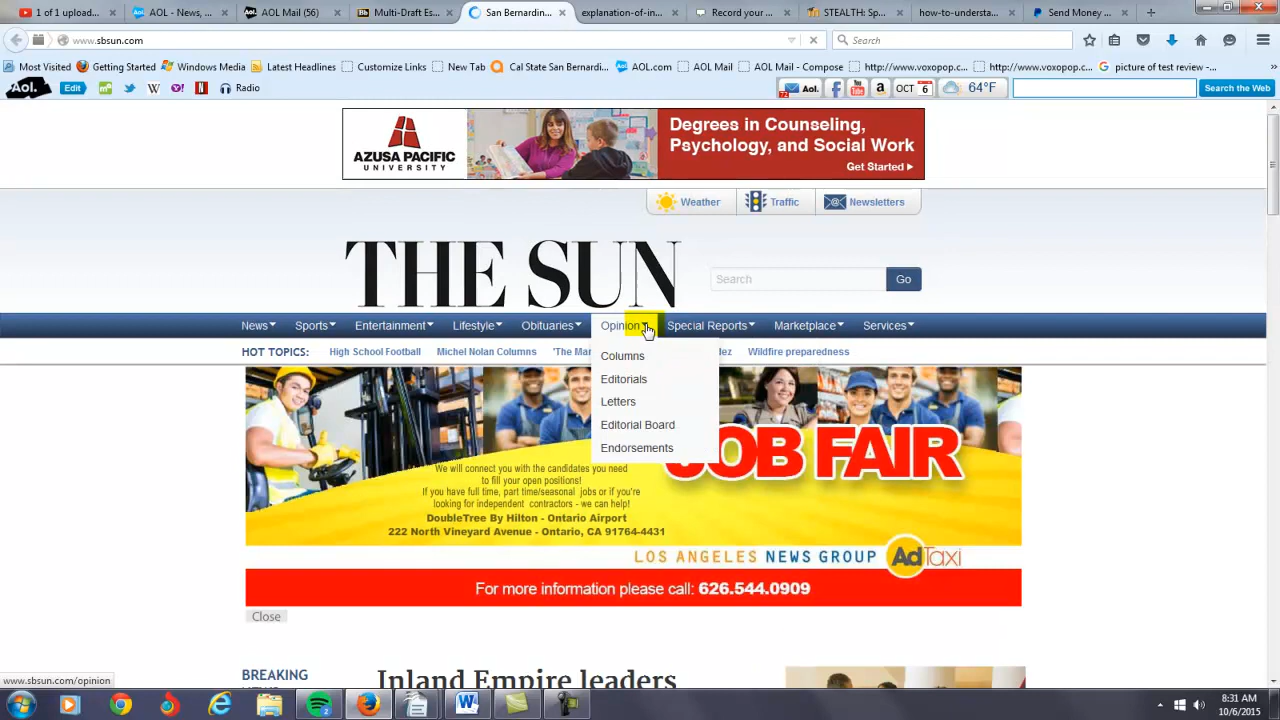 1 of 1 upload...
AOL - News, ...
AOL Mail (56)
Multi-Draft Es...
San Bernardin...
explanation-of-in...
Record your ...
STEALTH: Sp...
how-to-understa...
Send Money ...
www.sbsun.com
Search
Most Visited
Getting Started
Windows Media
Latest Headlines
Customize Links
New Tab
Cal State San Bernardi...
AOL.com
AOL Mail
AOL Mail - Compose
http://www.voxopop.c...
http://www.voxopop.c...
picture of test review -...
Aol.
Edit
Radio
Aol.
OCT 6
64°F
Search the Web
AZUSA PACIFIC
UNIVERSITY
Degrees in Counseling,
Psychology, and Social Work
Get Started
Weather
Traffic
Newsletters
THE SUN
Search
Go
News
Sports
Entertainment
Lifestyle
Obituaries
Opinion
Special Reports
Marketplace
Services
HOT TOPICS:
High School Football
Michel Nolan Columns
'The Mar
dez
Wildfire preparedness
Columns
Editorials
Letters
Editorial Board
Endorsements
JOB FAIR
We will connect you with the candidates you need
to fill your open positions!
If you have full time, part time/seasonal jobs or if you're
looking for independent contractors - we can help!
DoubleTree By Hilton - Ontario Airport
222 North Vineyard Avenue - Ontario, CA 91764-4431
LOS ANGELES NEWS GROUP
AdTaxi
For more information please call: 626.544.0909
Close
BREAKING
Inland Empire leaders
www.sbsun.com/opinion
8:31 AM
10/6/2015